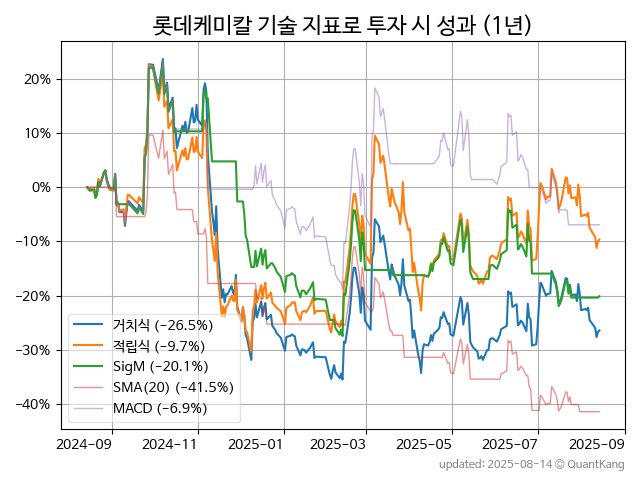 롯데케미칼 기술 지표로 투자 시 성과 (1년)
20%
10%
0%
−10%
−20%
−30%
−40%
거치식 (−26.5%)
적립식 (−9.7%)
SigM (−20.1%)
SMA(20) (−41.5%)
MACD (−6.9%)
2024-09 2024-11 2025-01 2025-03 2025-05 2025-07 2025-09
updated: 2025-08-14 © QuantKang